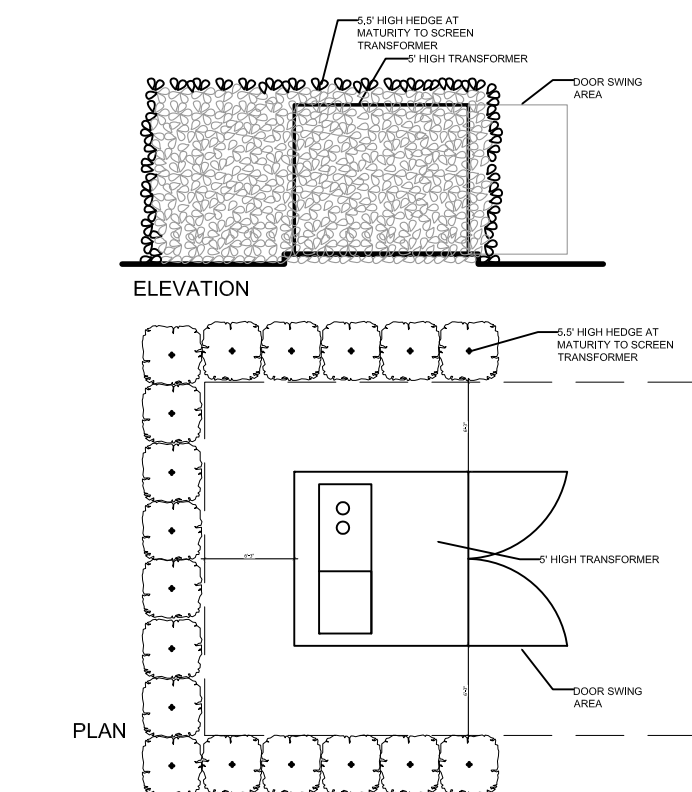 5,5' HIGH HEDGE AT
MATURITY TO SCREEN
TRANSFORMER
5' HIGH TRANSFORMER
DOOR SWING
AREA
ELEVATION
5.5' HIGH HEDGE AT
MATURITY TO SCREEN
TRANSFORMER
5' HIGH TRANSFORMER
DOOR SWING
AREA
PLAN